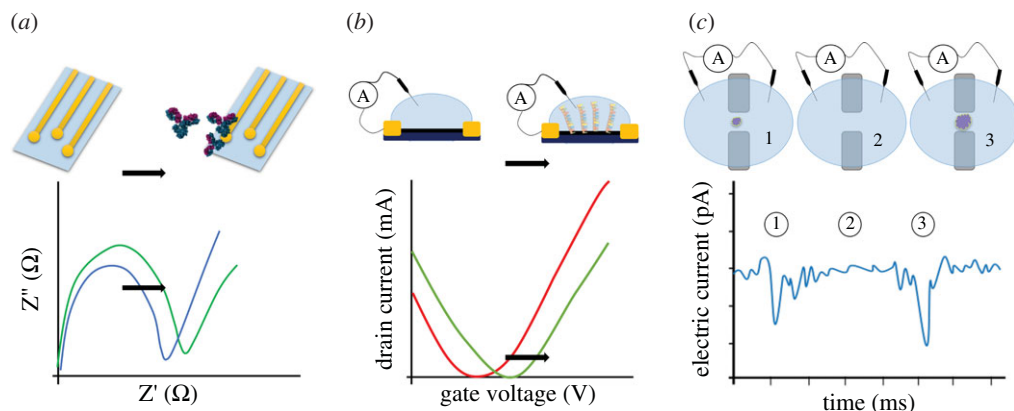 (a)
(b)
(c)
A
A
A
A
1
2
3
Z" (Ω)
Z' (Ω)
drain current (mA)
gate voltage (V)
electric current (pA)
1
2
3
time (ms)